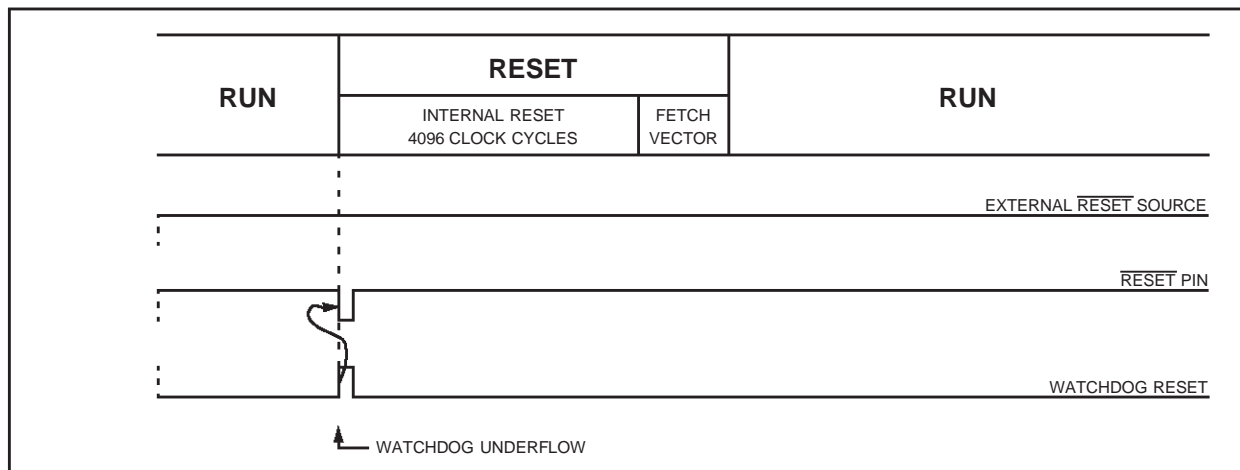 RUN
RESET
RUN
INTERNAL RESET
4096 CLOCK CYCLES
FETCH
VECTOR
EXTERNAL RESET SOURCE
RESET PIN
WATCHDOG RESET
WATCHDOG UNDERFLOW